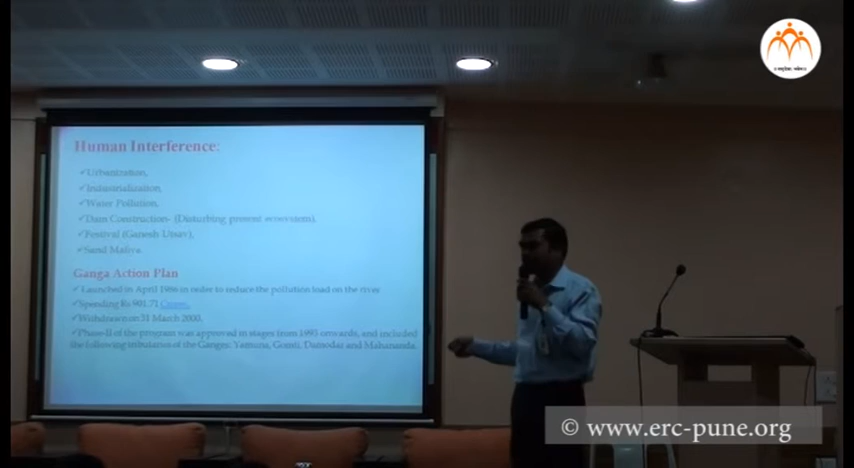 Human Interference:
✓Urbanization,
✓Industrialization,
✓Water Pollution,
✓Dam Construction- (Disturbing present ecosystem).
✓Festival (Ganesh Utsav),
✓Sand Mafiya.
Ganga Action Plan
✓Launched in April 1986 in order to reduce the pollution load on the river
✓Spending Rs 901.71 Crore,
✓Withdrawn on 31 March 2000.
✓Phase-II of the program was approved in stages from 1993 onwards, and included
the following tributaries of the Ganges: Yamuna, Gomti, Damodar and Mahananda.
© www.erc-pune.org